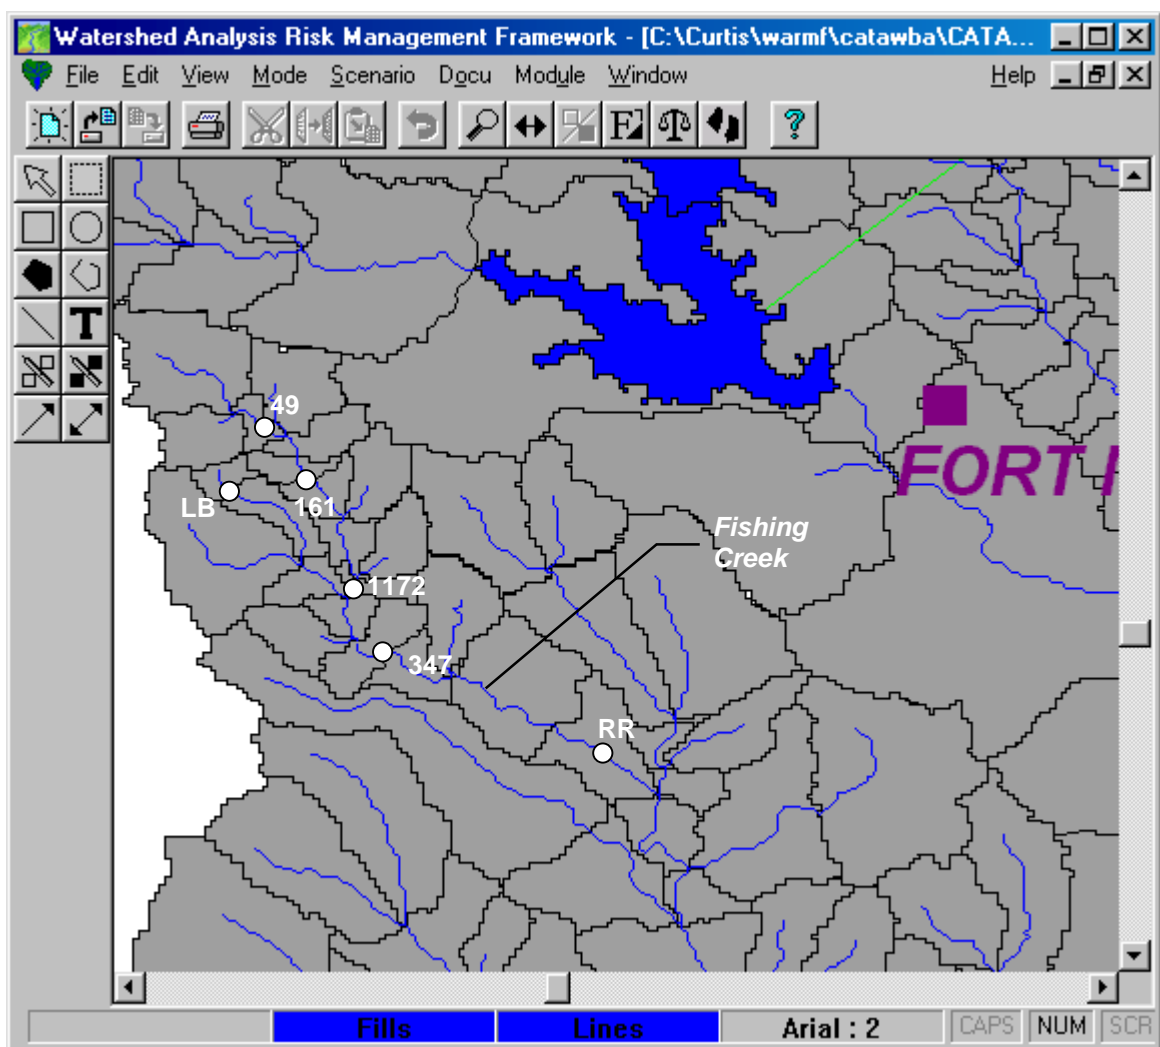 Watershed Analysis Risk Management Framework - [C:\Curtis\warmf\catawba\CATA...
File Edit View Mode Scenario Docu Module Window Help
F
?
T
49
FORT
LB
161
Fishing
Creek
1172
347
RR
Fills Lines Arial : 2 CAPS NUM SCR